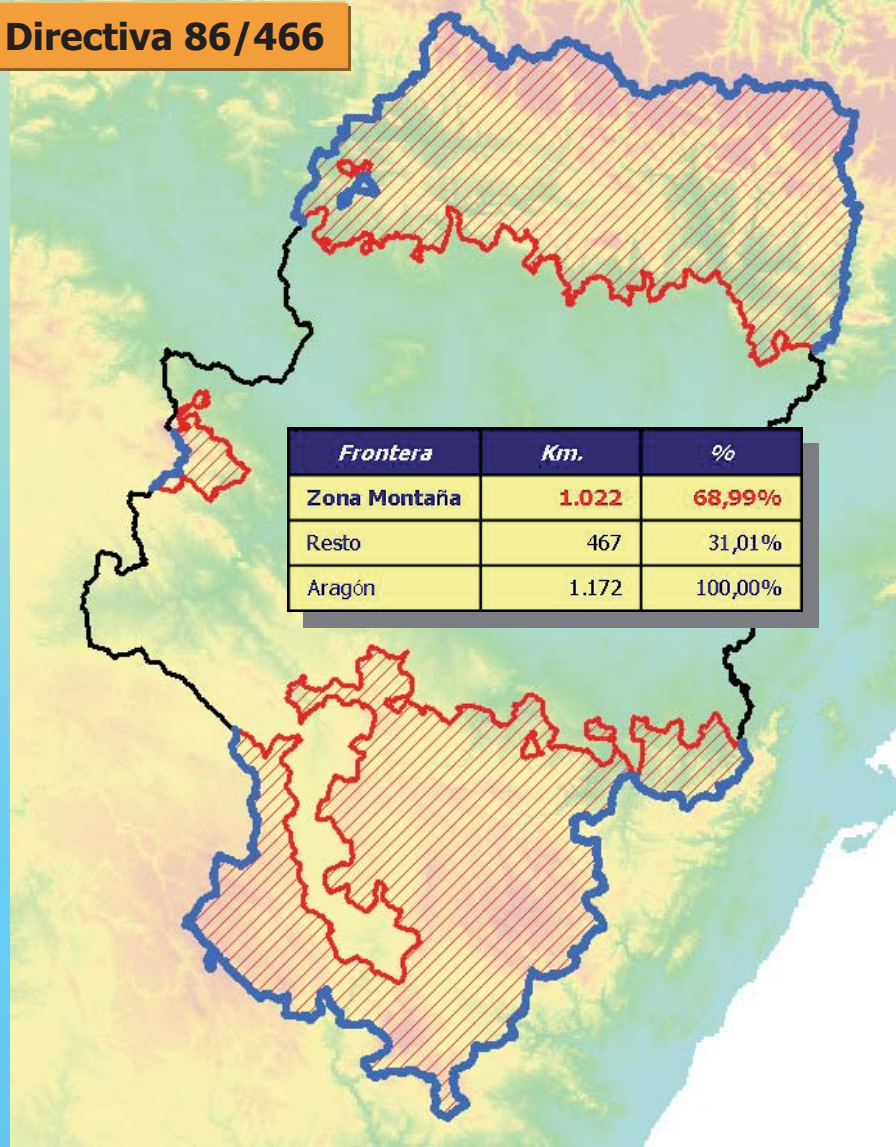 Directiva 86/466
Frontera Km. %
Zona Montaña 1.022 68,99%
Resto 467 31,01%
Aragón 1.172 100,00%